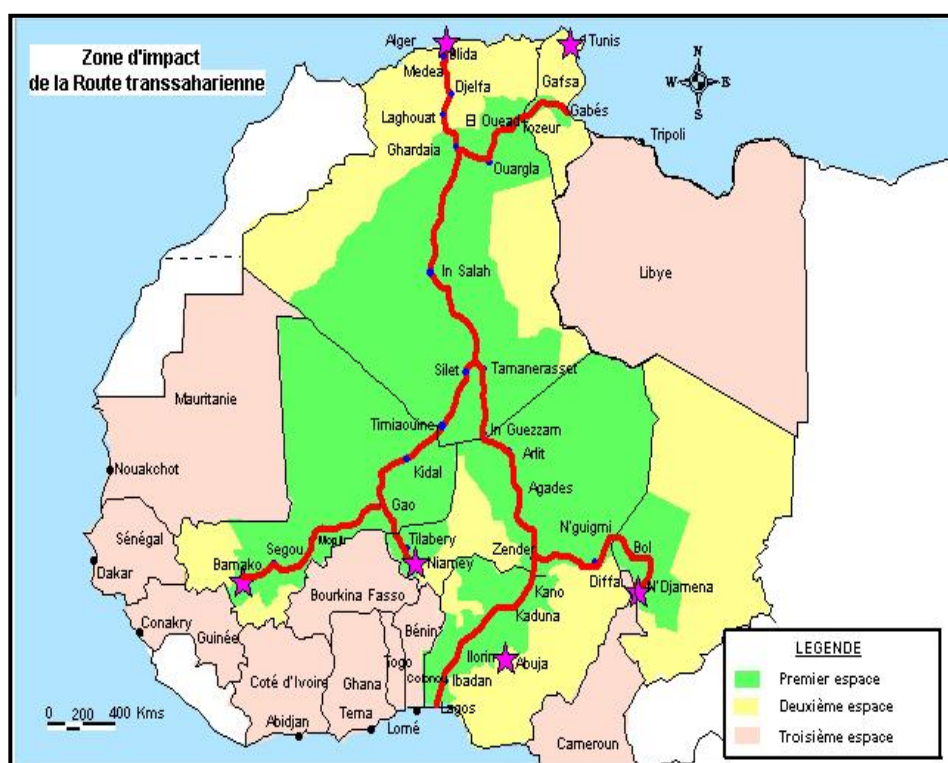 Zone d'impact
de la Route transsaharienne
Alger
Blida
Tunis
N
W E
S
Medea
Gafsa
Djelfa
Laghouat
El Ouead
Tozeur
Gabés
Tripoli
Ghardaia
Ouargla
In Salah
Libye
Silet
Tamanerasset
Mauritanie
Timiaouine
In Guezzam
Arlit
Nouakchot
Kidal
Agades
Gao
N'guigmi
Sénégal
Segou
Tilabery
Zender
Bol
Bamako
Niamey
Diffa
N'Djamena
Dakar
Bourkina Fasso
Kano
Kaduna
Conakry
Guinée
Bénin
Ilorin
Abuja
Togo
Cotonou
Ibadan
Coté d'Ivoire
Ghana
Lagos
Abidjan
Tema
Lomé
Cameroun
0 200 400 Kms
LEGENDE
Premier espace
Deuxième espace
Troisième espace